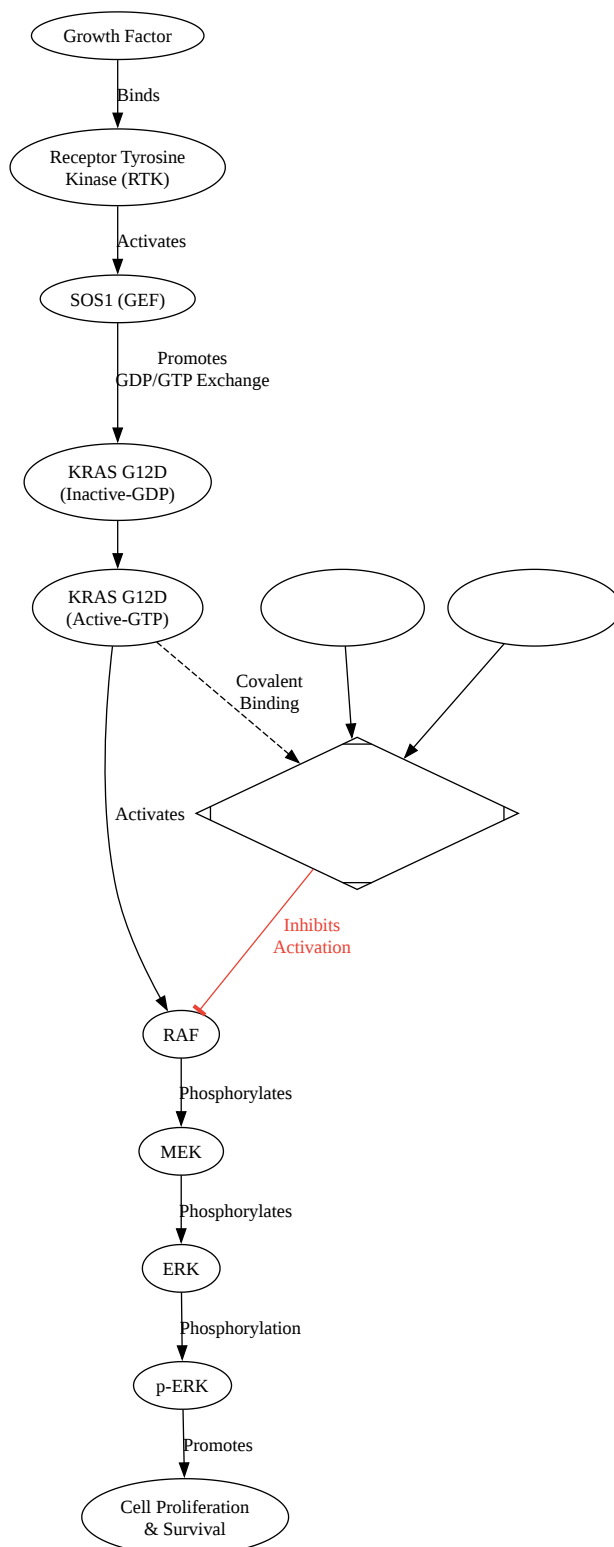 Growth Factor
Binds
Receptor Tyrosine
Kinase (RTK)
Activates
SOS1 (GEF)
Promotes
GDP/GTP Exchange
KRAS G12D
(Inactive-GDP)
KRAS G12D
(Active-GTP)
Covalent
Binding
Activates
Inhibits
Activation
RAF
Phosphorylates
MEK
Phosphorylates
ERK
Phosphorylation
p-ERK
Promotes
Cell Proliferation
& Survival